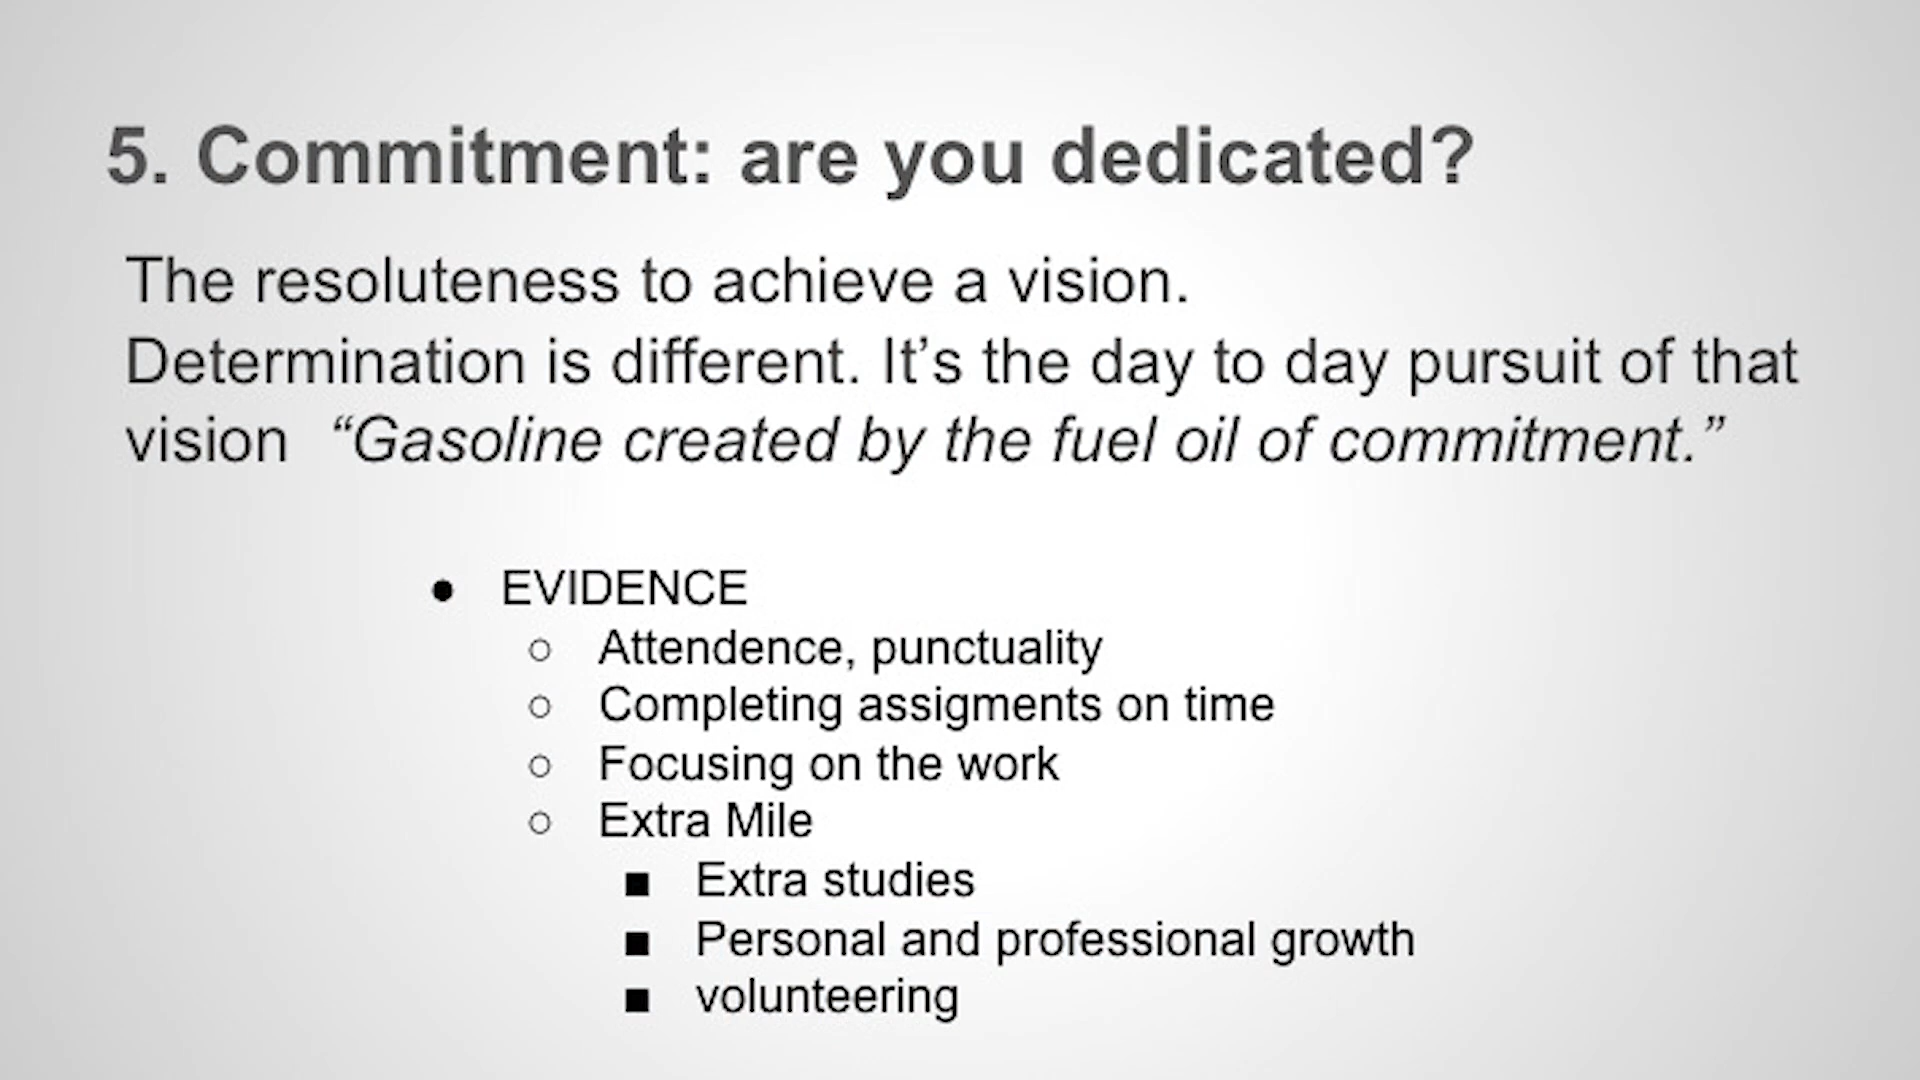 5. Commitment: are you dedicated?
The resoluteness to achieve a vision.
Determination is different. It’s the day to day pursuit of that
vision “Gasoline created by the fuel oil of commitment.”
● EVIDENCE
○ Attendence, punctuality
○ Completing assigments on time
○ Focusing on the work
○ Extra Mile
■ Extra studies
■ Personal and professional growth
■ volunteering